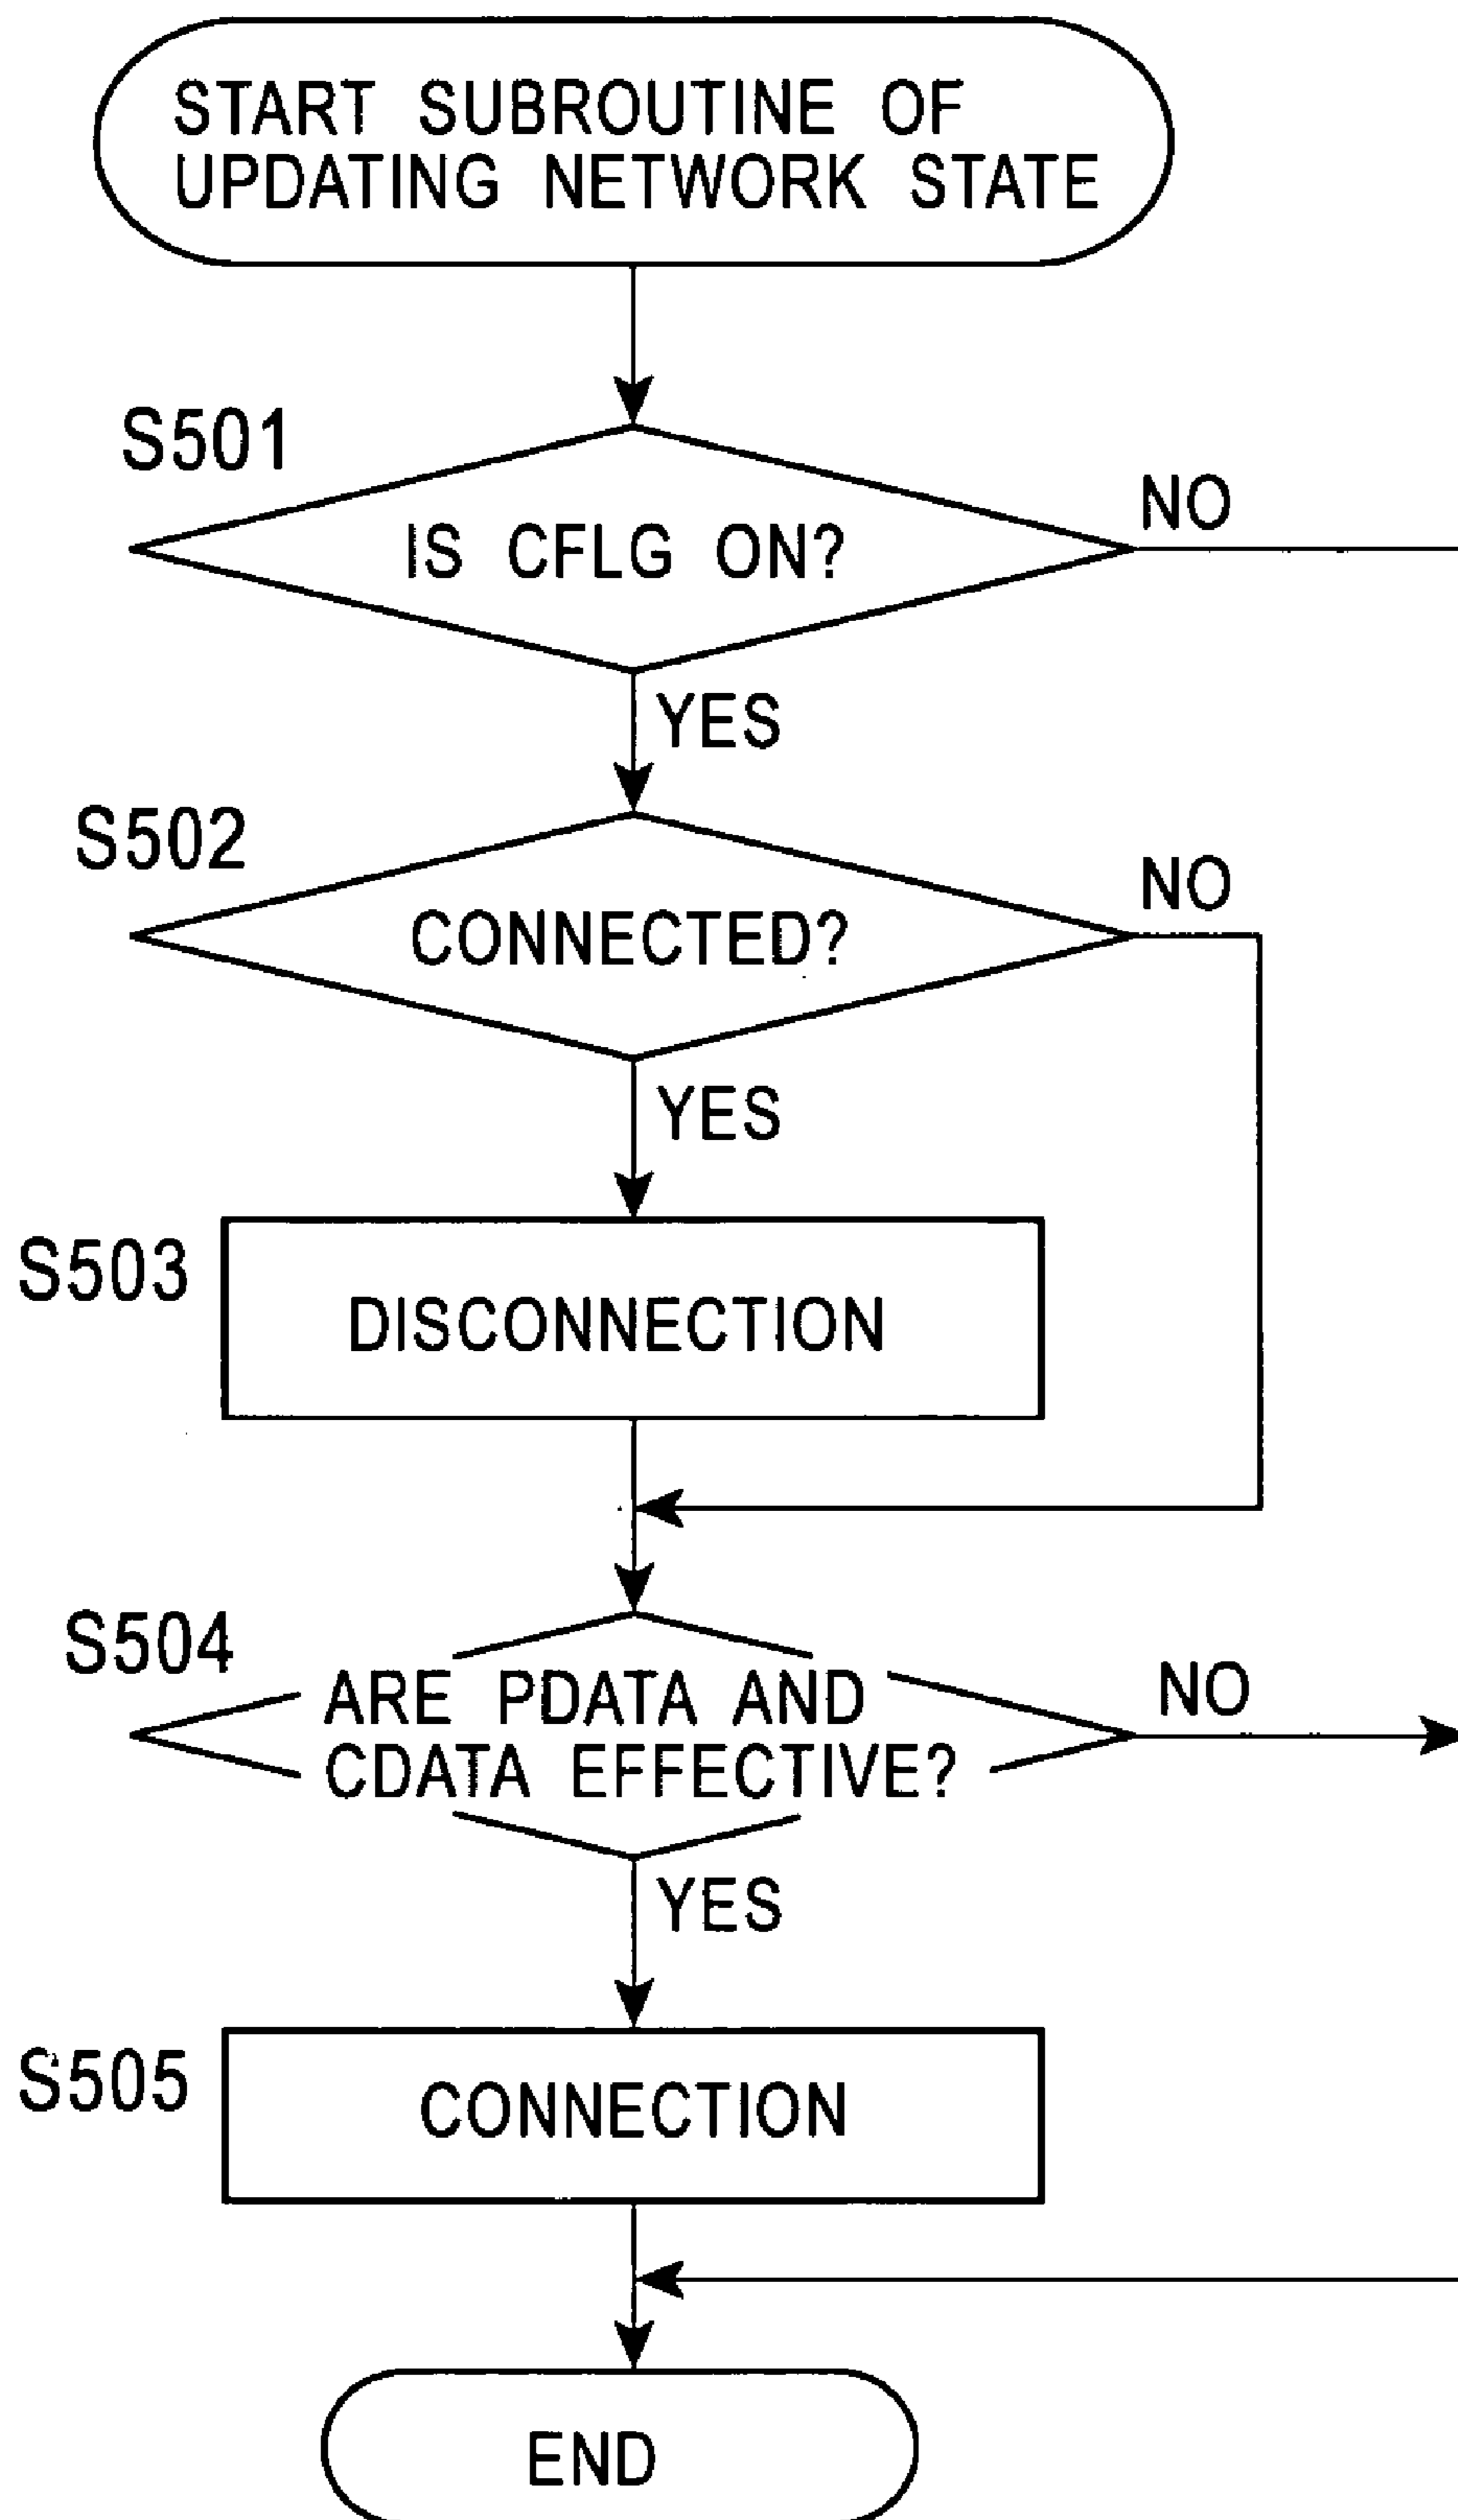 START SUBROUTINE OF
UPDATING NETWORK STATE
S501
IS CFLG ON?
NO
YES
S502
CONNECTED?
NO
YES
S503
DISCONNECTION
S504
ARE PDATA AND
CDATA EFFECTIVE?
NO
YES
S505
CONNECTION
END